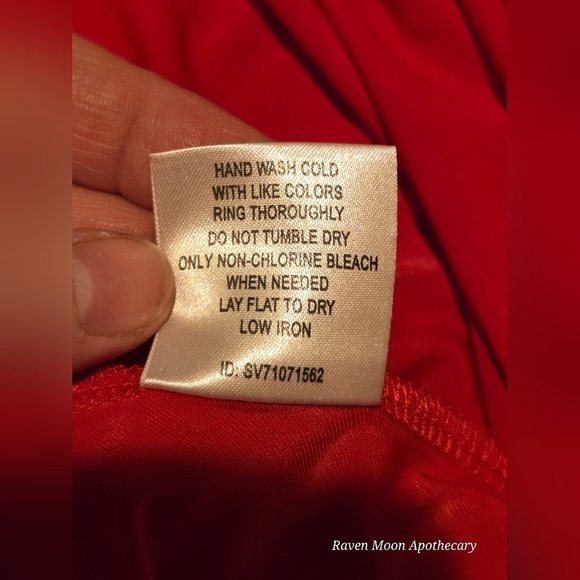 HAND WASH COLD
WITH LIKE COLORS
RING THOROUGHLY
DO NOT TUMBLE DRY
ONLY NON-CHLORINE BLEACH
WHEN NEEDED
LAY FLAT TO DRY
LOW IRON
ID: SV71071562
Raven Moon Apothecary